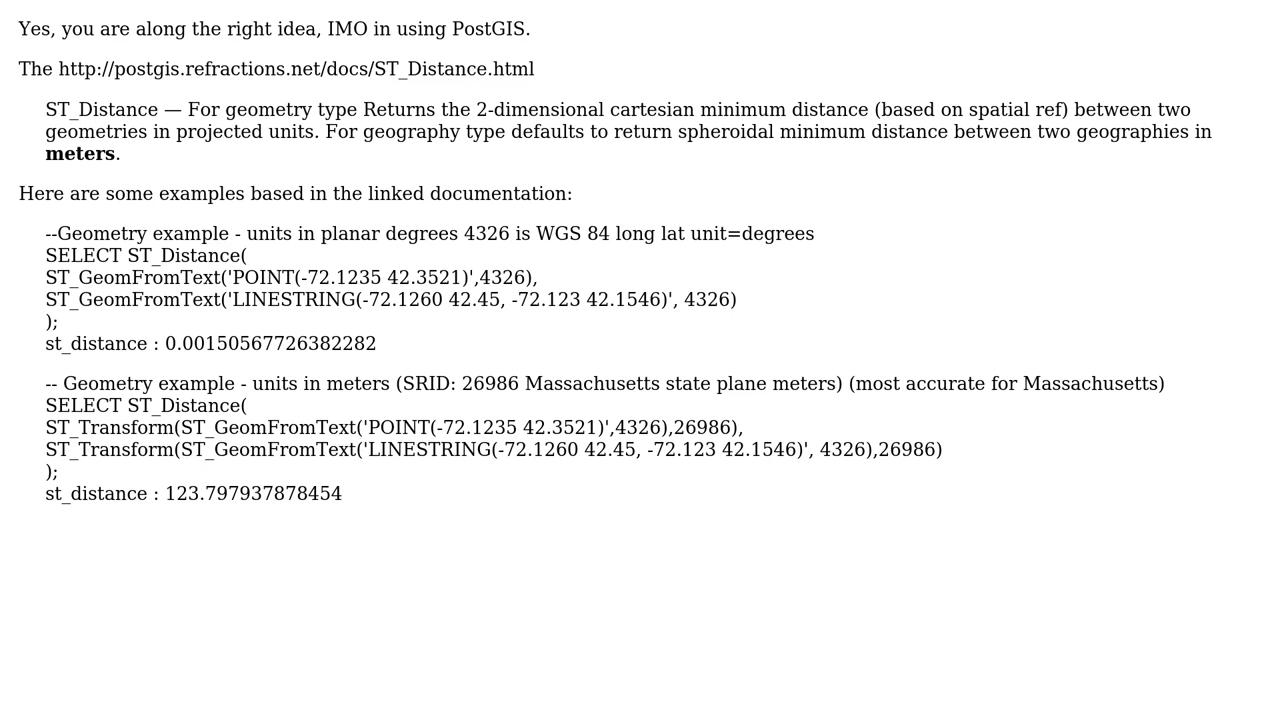 Yes, you are along the right idea, IMO in using PostGIS.
The http://postgis.refractions.net/docs/ST_Distance.html
ST_Distance — For geometry type Returns the 2-dimensional cartesian minimum distance (based on spatial ref) between two
geometries in projected units. For geography type defaults to return spheroidal minimum distance between two geographies in
meters.
Here are some examples based in the linked documentation:
--Geometry example - units in planar degrees 4326 is WGS 84 long lat unit=degrees
SELECT ST_Distance(
ST_GeomFromText('POINT(-72.1235 42.3521)',4326),
ST_GeomFromText('LINESTRING(-72.1260 42.45, -72.123 42.1546)', 4326)
);
st_distance : 0.00150567726382282
-- Geometry example - units in meters (SRID: 26986 Massachusetts state plane meters) (most accurate for Massachusetts)
SELECT ST_Distance(
ST_Transform(ST_GeomFromText('POINT(-72.1235 42.3521)',4326),26986),
ST_Transform(ST_GeomFromText('LINESTRING(-72.1260 42.45, -72.123 42.1546)', 4326),26986)
);
st_distance : 123.797937878454